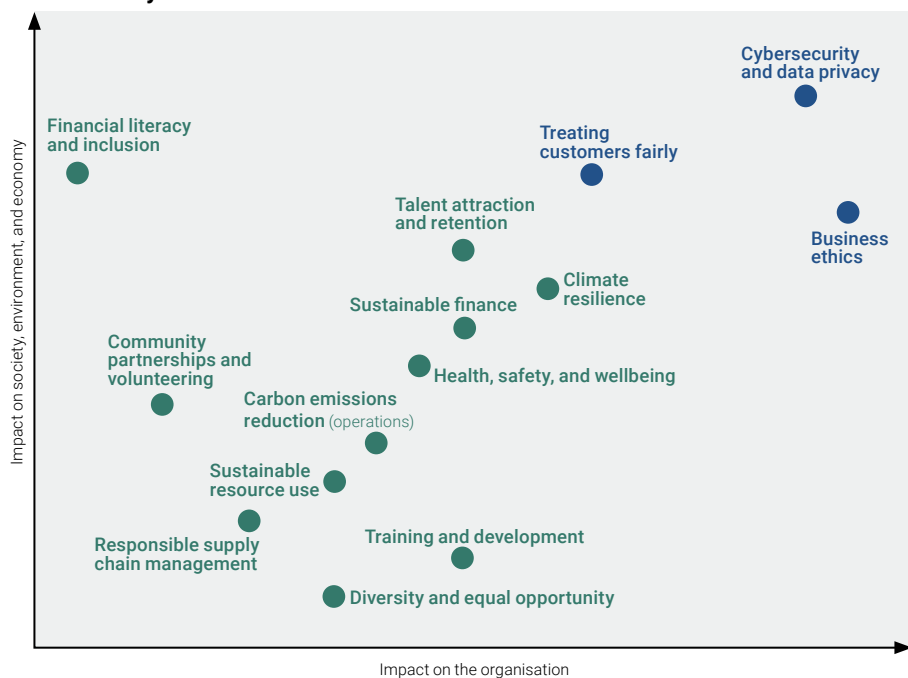 Cybersecurity
and data privacy
Financial literacy
and inclusion
Treating
customers fairly
Talent attraction
and retention
Business
ethics
Climate
resilience
Sustainable finance
Community
partnerships and
volunteering
Health, safety, and wellbeing
Carbon emissions
reduction (operations)
Sustainable
resource use
Responsible supply
chain management
Training and development
Diversity and equal opportunity
Impact on society, environment, and economy
Impact on the organisation